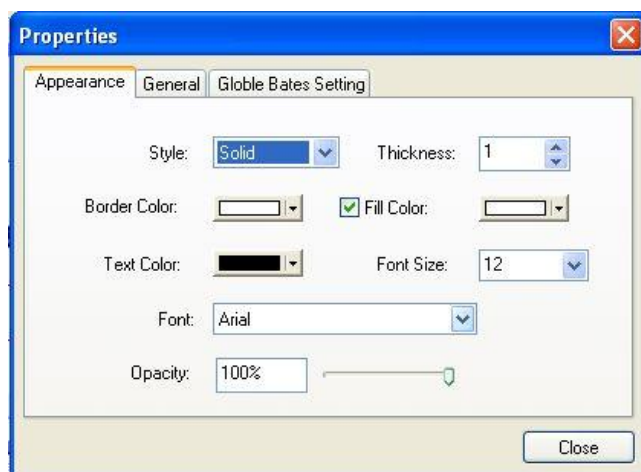 Properties
Appearance General Globle Bates Setting
Style: Solid Thickness: 1
Border Color: Fill Color:
Text Color: Font Size: 12
Font: Arial
Opacity: 100%
Close